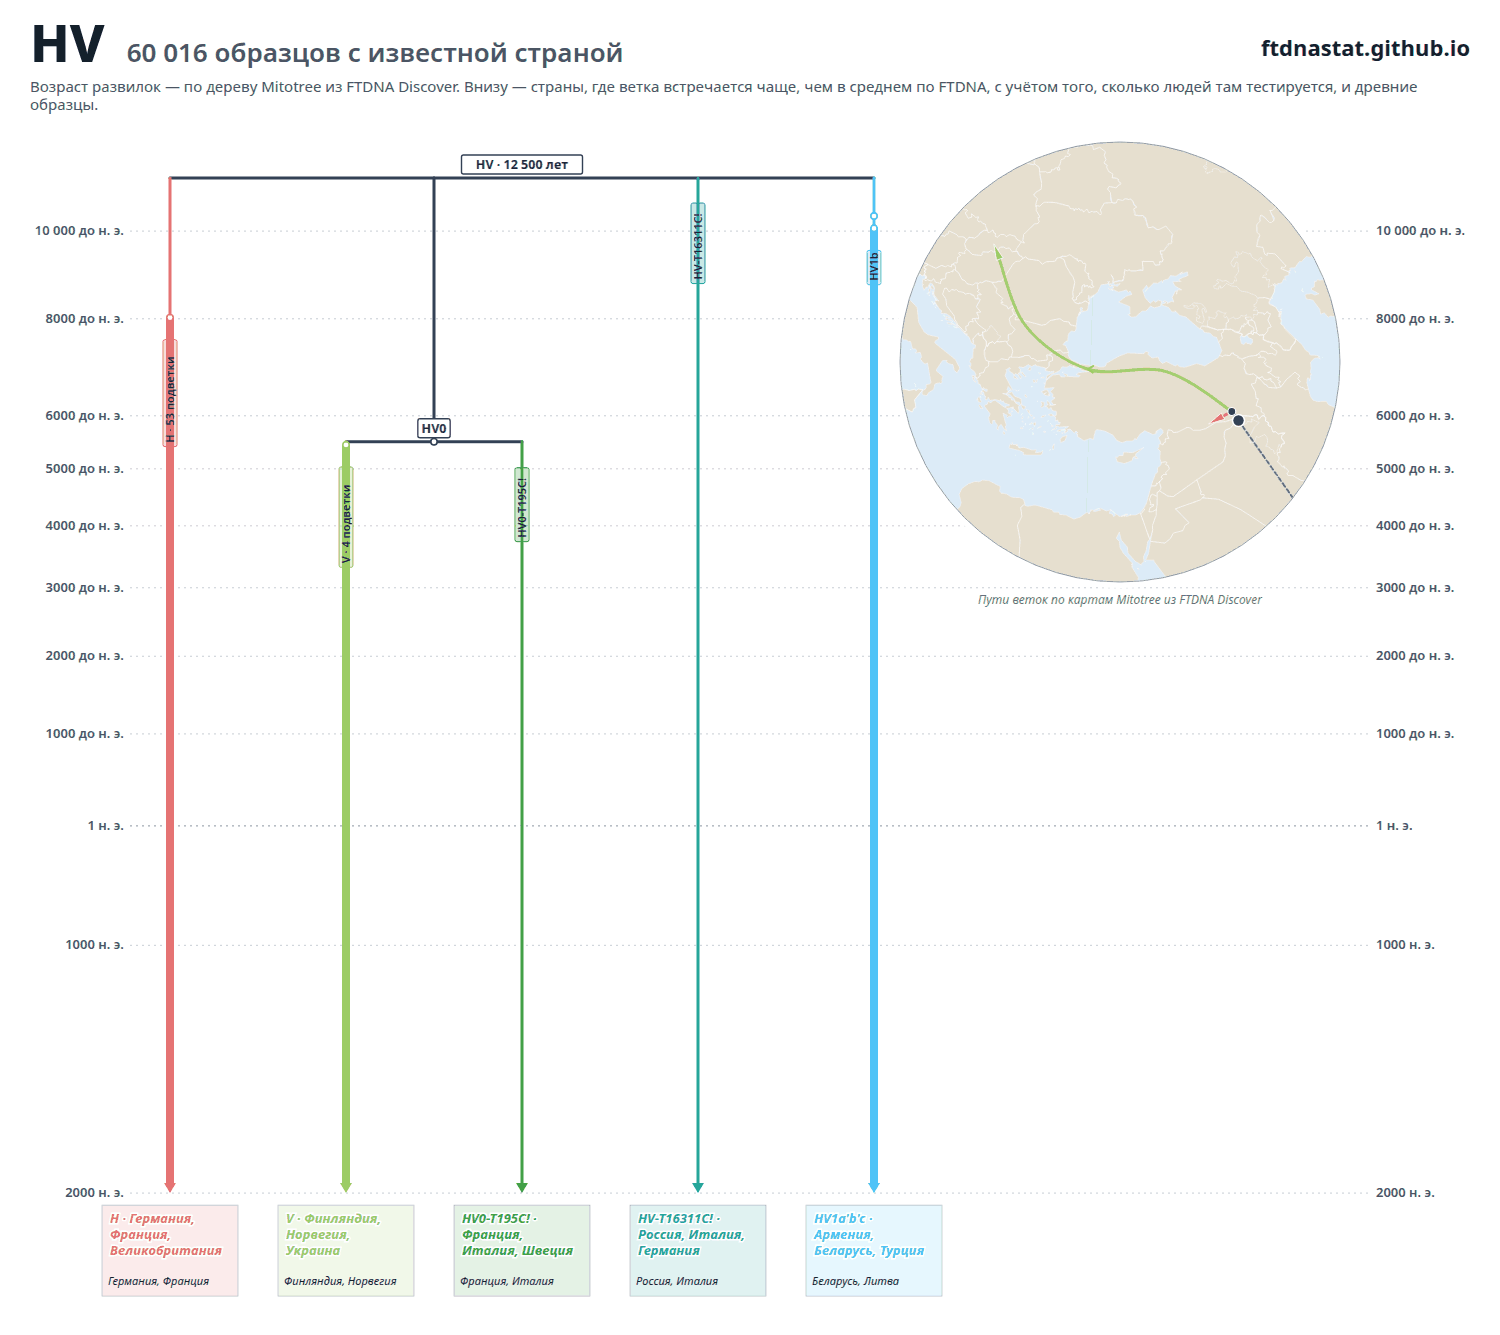 HV 60 016 образцов с известной страной
ftdnastat.github.io
Возраст развилок — по дереву Mitotree из FTDNA Discover. Внизу — страны, где ветка встречается чаще, чем в среднем по FTDNA, с учётом того, сколько людей там тестируется, и древние
образцы.
HV · 12 500 лет
10 000 до н. э.
10 000 до н. э.
HV-T16311C!
HV1b
8000 до н. э.
8000 до н. э.
H · 53 подветки
6000 до н. э.
6000 до н. э.
HV0
5000 до н. э.
5000 до н. э.
V · 4 подветки
HV0-T195C!
4000 до н. э.
4000 до н. э.
3000 до н. э.
3000 до н. э.
Пути веток по картам Mitotree из FTDNA Discover
2000 до н. э.
2000 до н. э.
1000 до н. э.
1000 до н. э.
1 н. э.
1 н. э.
1000 н. э.
1000 н. э.
2000 н. э.
2000 н. э.
H · Германия,
Франция,
Великобритания
Германия, Франция
V · Финляндия,
Норвегия,
Украина
Финляндия, Норвегия
HV0-T195C! ·
Франция,
Италия, Швеция
Франция, Италия
HV-T16311C! ·
Россия, Италия,
Германия
Россия, Италия
HV1a'b'c ·
Армения,
Беларусь, Турция
Беларусь, Литва